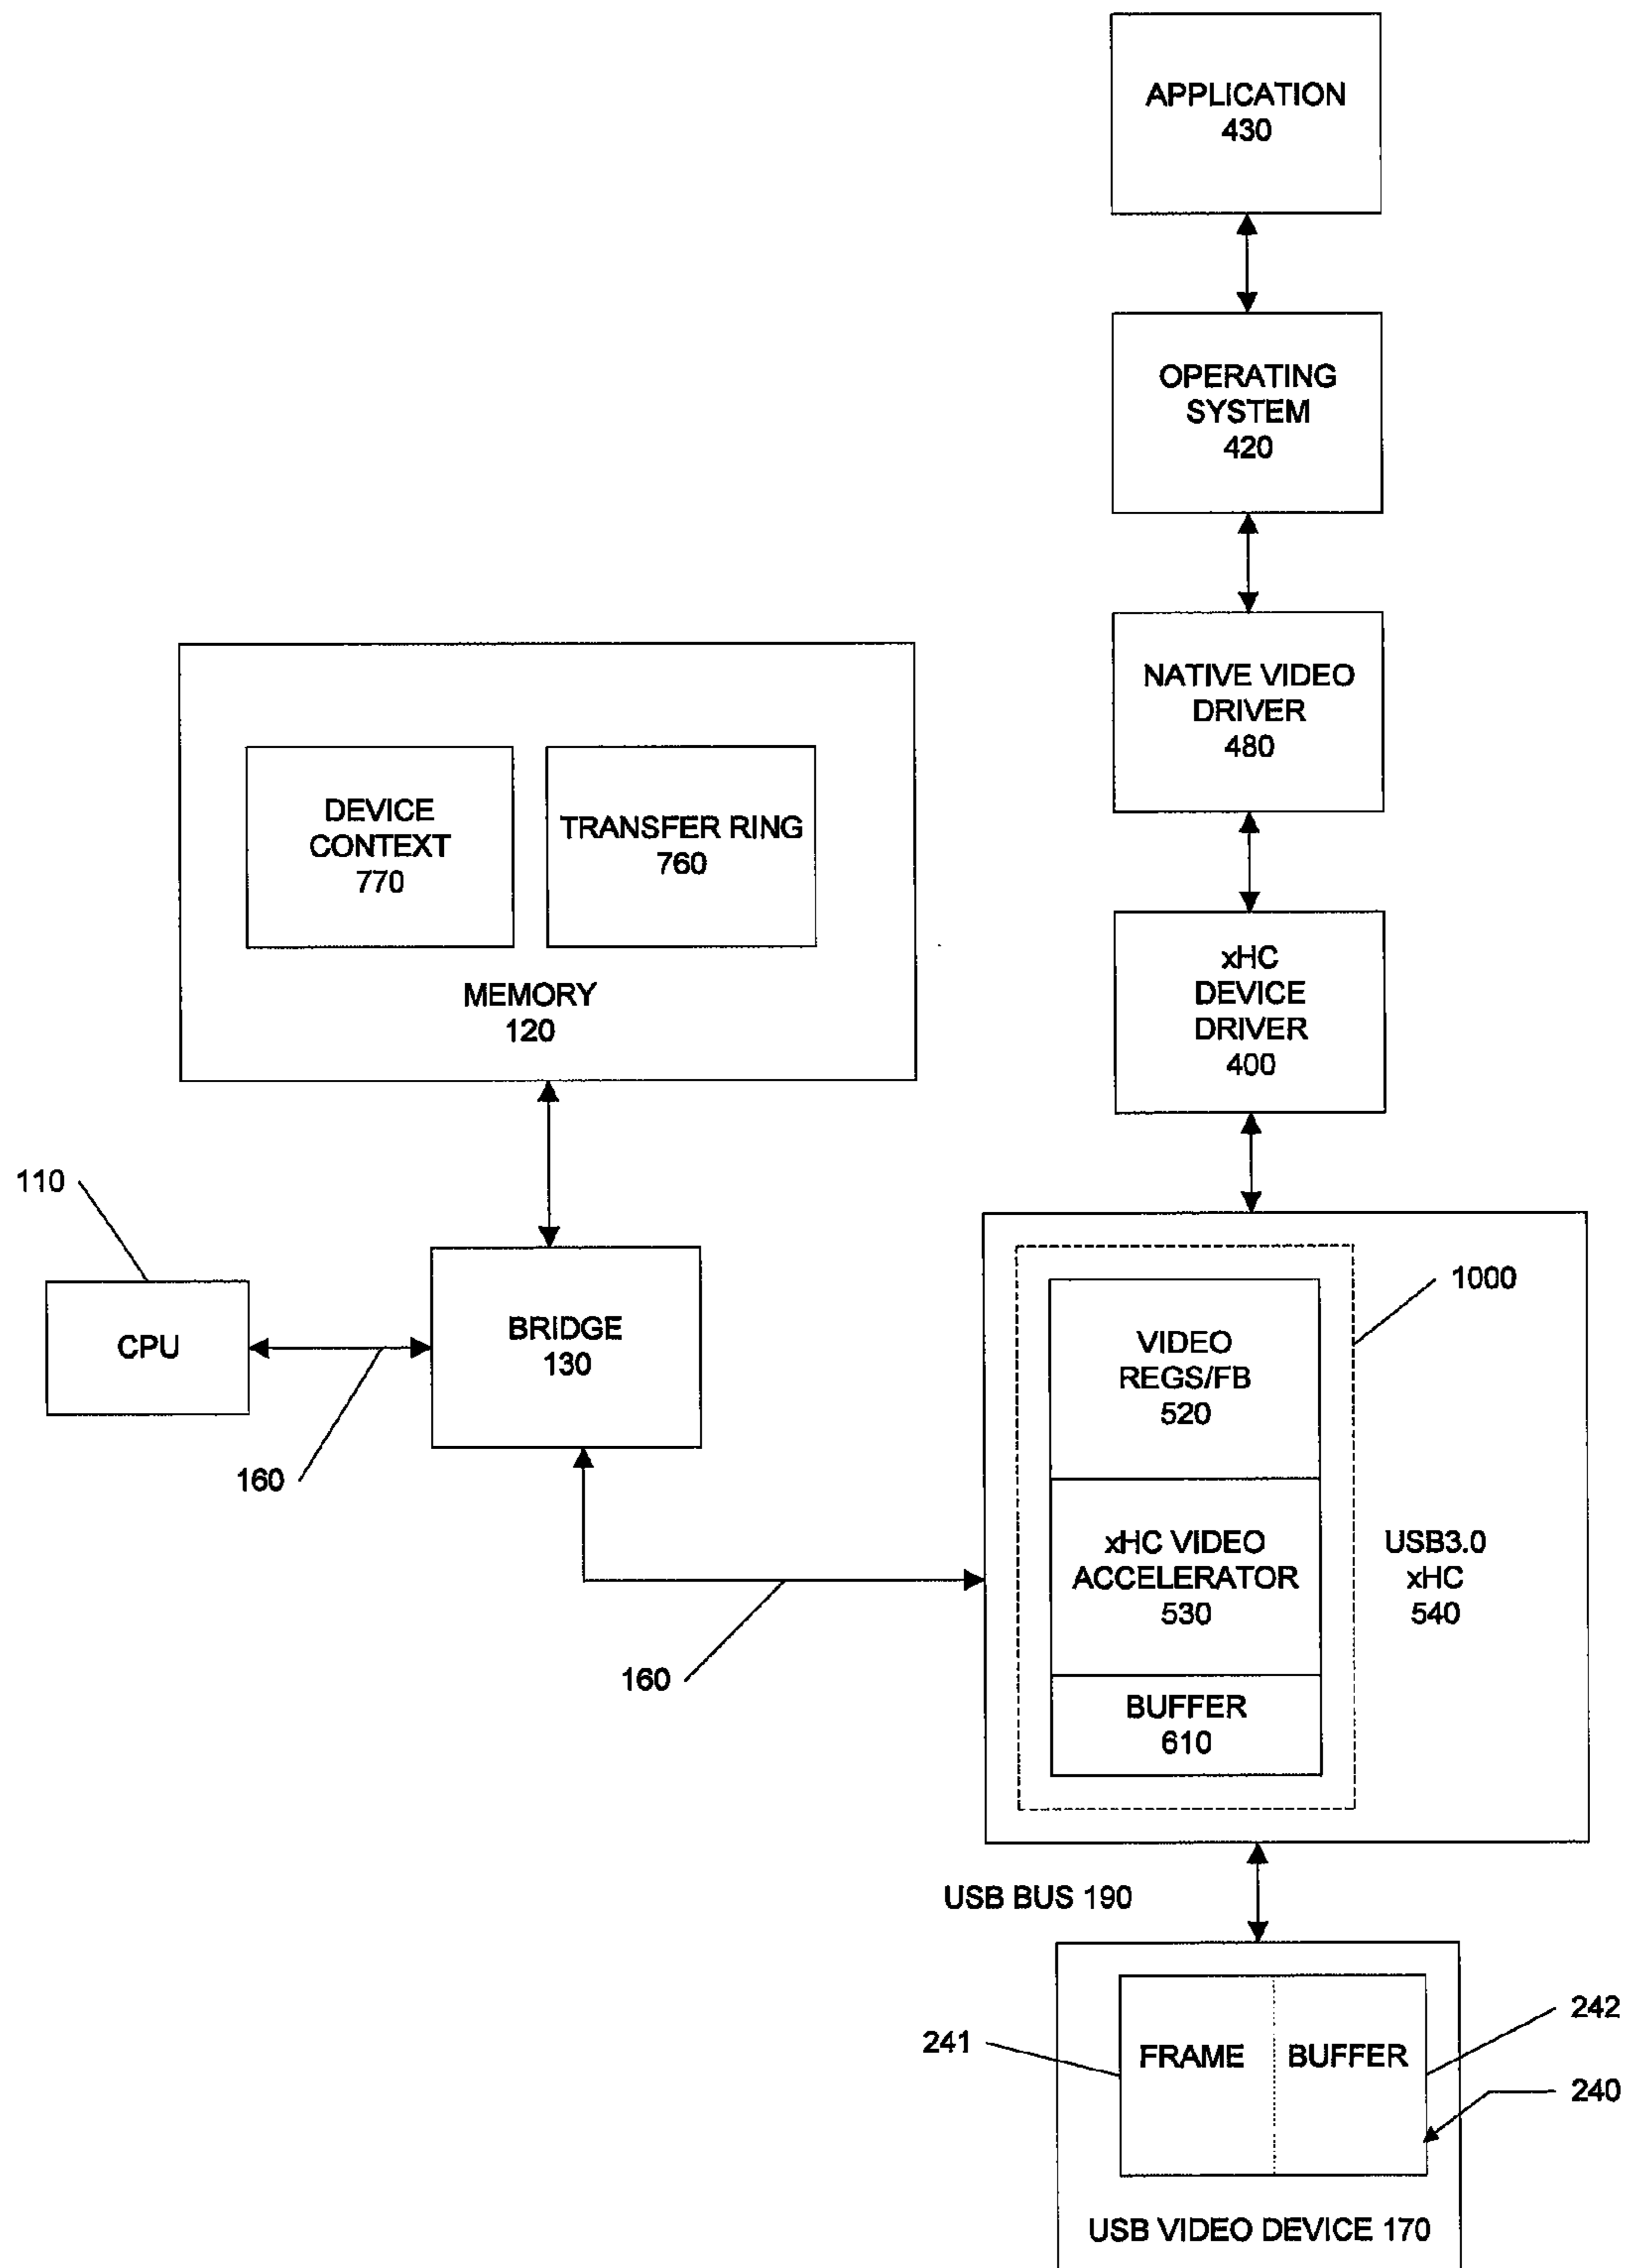 APPLICATION
430
OPERATING
SYSTEM
420
NATIVE VIDEO
DRIVER
480
DEVICE
CONTEXT
770
TRANSFER RING
760
MEMORY
120
xHC
DEVICE
DRIVER
400
110
CPU
160
BRIDGE
130
160
1000
VIDEO
REGS/FB
520
xHC VIDEO
ACCELERATOR
530
BUFFER
610
USB3.0
xHC
540
USB BUS 190
241
FRAME BUFFER
242
240
USB VIDEO DEVICE 170